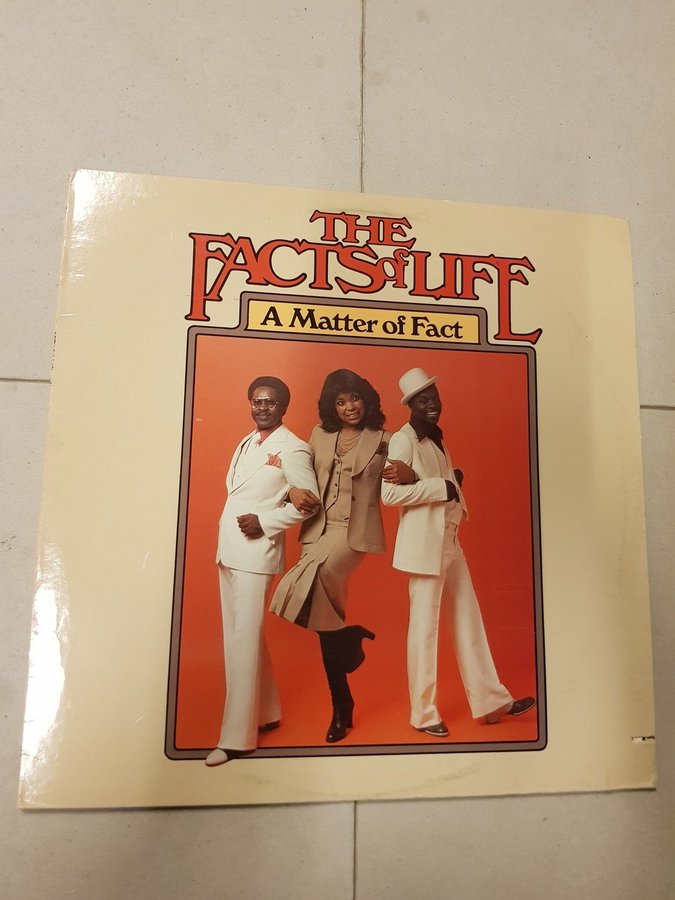 THE
FACTS of LIFE
A Matter of Fact